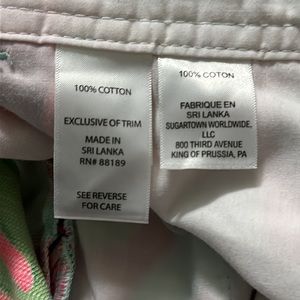 100% COTTON
EXCLUSIVE OF TRIM
MADE IN
SRI LANKA
RN# 88189
SEE REVERSE
FOR CARE
100% COTTON
FABRIQUE EN
SRI LANKA
SUGARTOWN WORLDWIDE,
LLC
800 THIRD AVENUE
KING OF PRUSSIA, PA